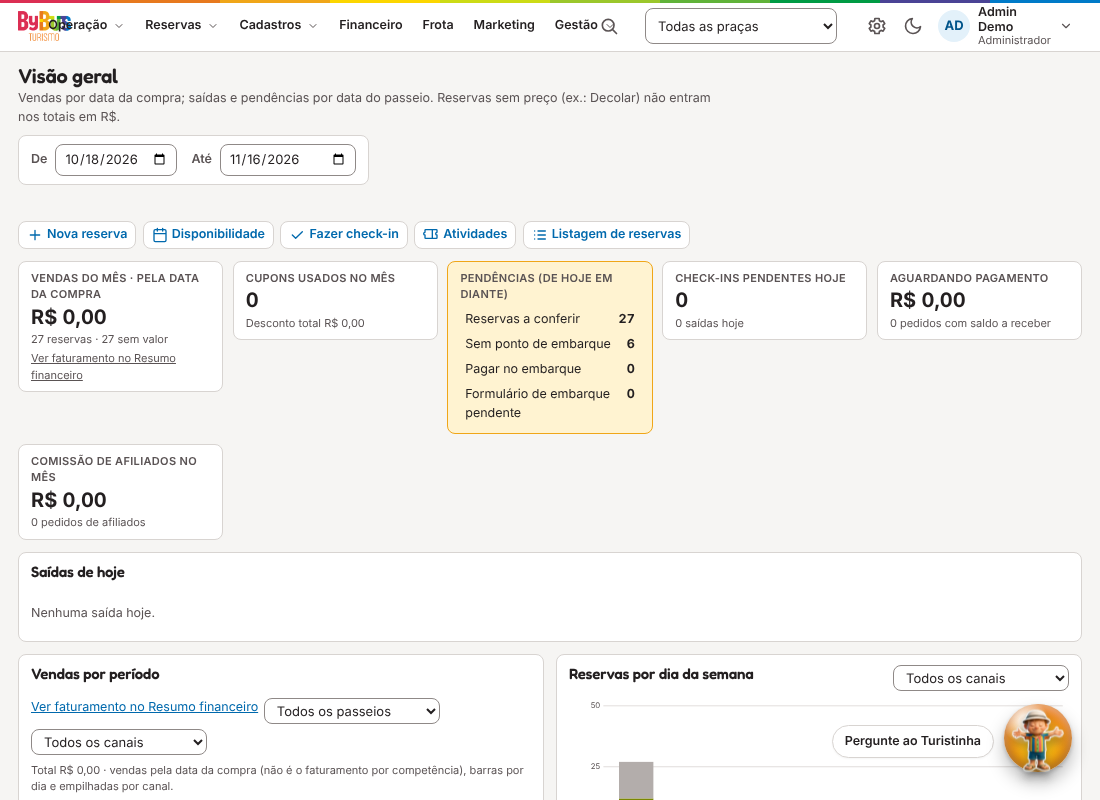 ByBus
TURISMO
Operação
Reservas
Cadastros
Financeiro
Frota
Marketing
Gestão
Todas as praças
AD
Admin
Demo
Administrador
Visão geral
Vendas por data da compra; saídas e pendências por data do passeio. Reservas sem preço (ex.: Decolar) não entram
nos totais em R$.
De
10/18/2026
Até
11/16/2026
Nova reserva
Disponibilidade
Fazer check-in
Atividades
Listagem de reservas
VENDAS DO MÊS · PELA DATA
DA COMPRA
R$ 0,00
27 reservas · 27 sem valor
Ver faturamento no Resumo
financeiro
CUPONS USADOS NO MÊS
0
Desconto total R$ 0,00
PENDÊNCIAS (DE HOJE EM
DIANTE)
Reservas a conferir 27
Sem ponto de embarque 6
Pagar no embarque 0
Formulário de embarque 0
pendente
CHECK-INS PENDENTES HOJE
0
0 saídas hoje
AGUARDANDO PAGAMENTO
R$ 0,00
0 pedidos com saldo a receber
COMISSÃO DE AFILIADOS NO
MÊS
R$ 0,00
0 pedidos de afiliados
Saídas de hoje
Nenhuma saída hoje.
Vendas por período
Ver faturamento no Resumo financeiro
Todos os passeios
Todos os canais
Total R$ 0,00 · vendas pela data da compra (não é o faturamento por competência), barras por
dia e empilhadas por canal.
Reservas por dia da semana
Todos os canais
50
25
Pergunte ao Turistinha